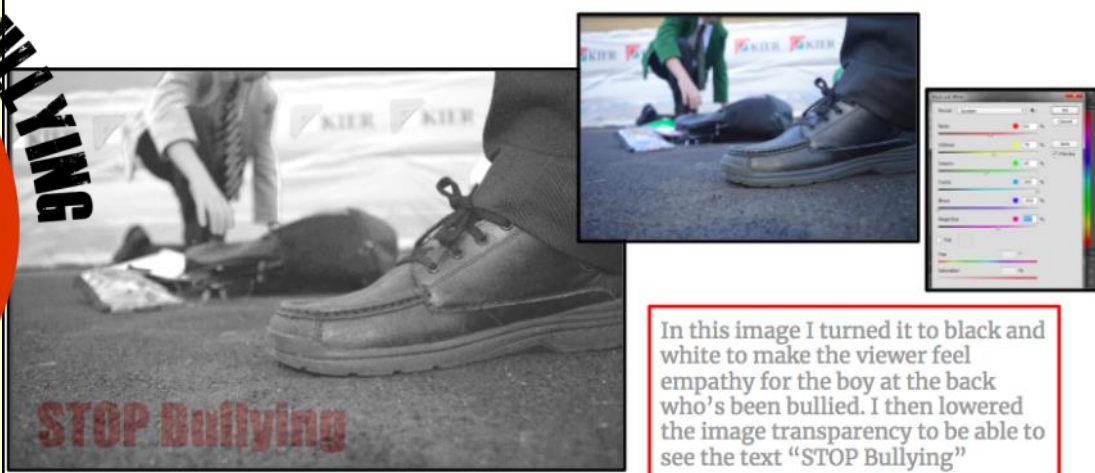 LYING
KIER KIER
KIER KIER
STOP Bullying
In this image I turned it to black and
white to make the viewer feel
empathy for the boy at the back
who’s been bullied. I then lowered
the image transparency to be able to
see the text “STOP Bullying”